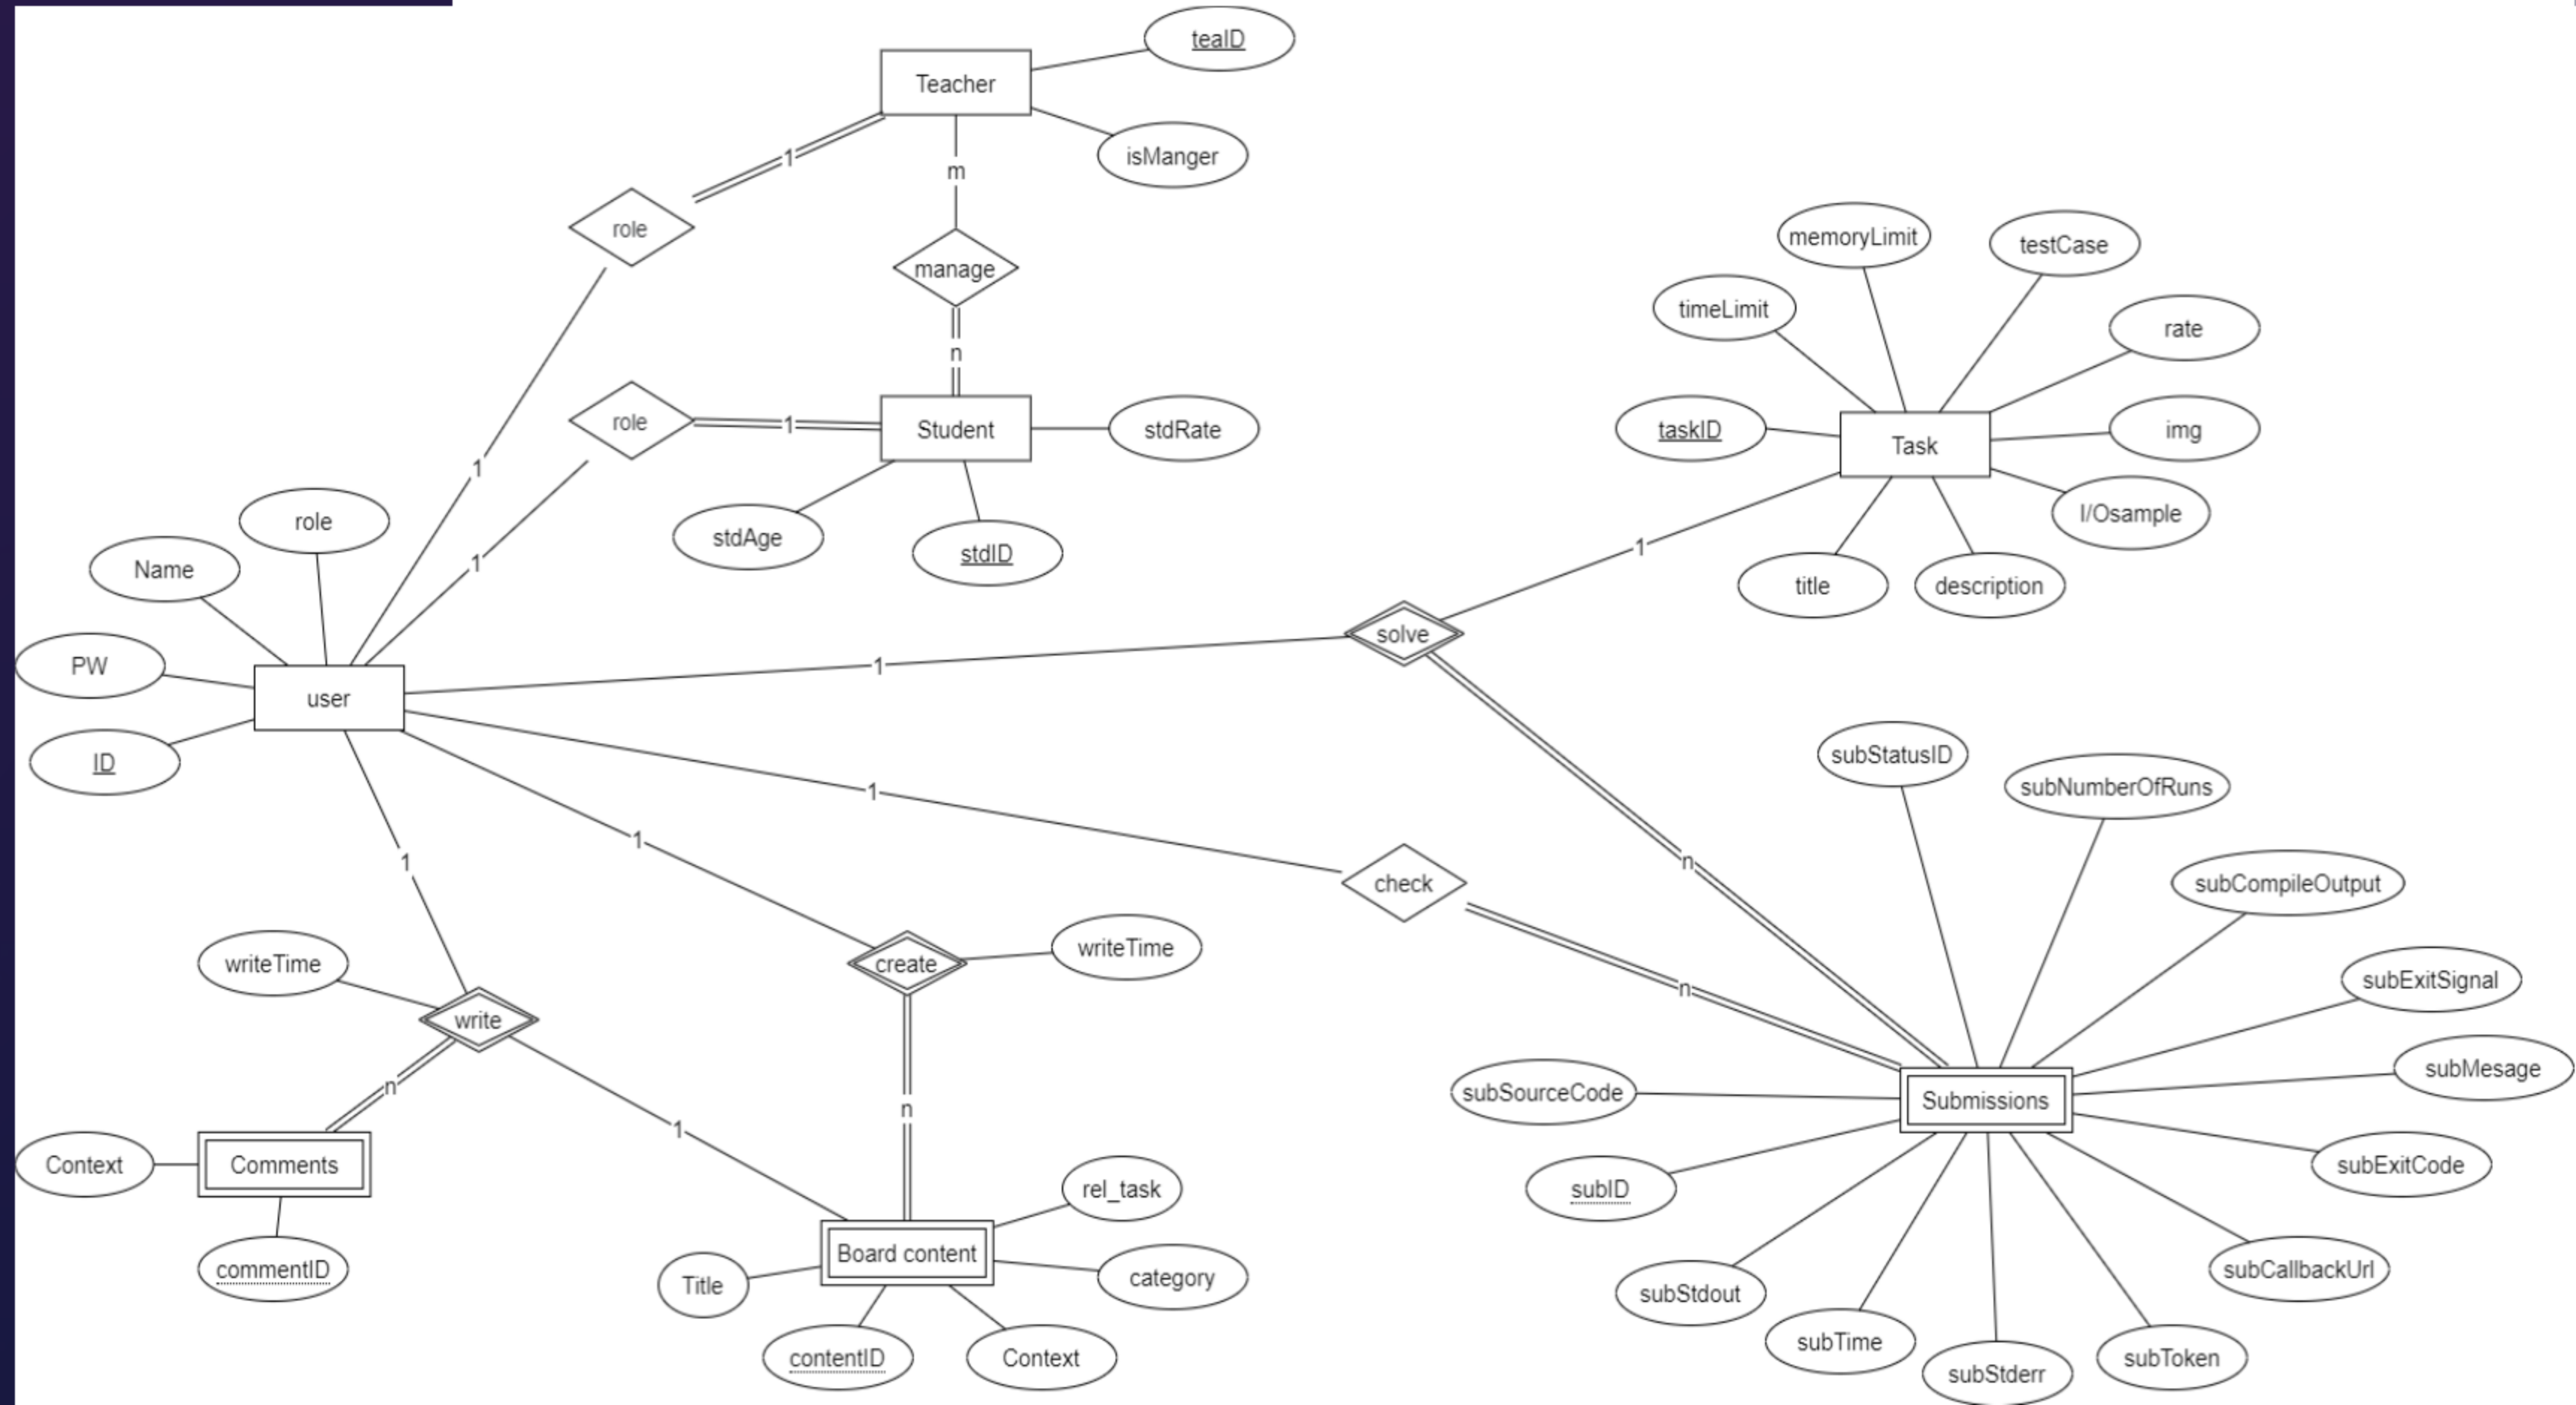 teaID
Teacher
isManger
1
role
m
manage
n
memoryLimit
testCase
timeLimit
rate
taskID
Task
img
I/Osample
title
description
role
1
Student
stdRate
stdAge
stdID
1
1
role
Name
PW
user
ID
1
solve
1
1
check
n
n
1
create
writeTime
n
1
writeTime
write
n
1
Context
Comments
commentID
Board content
rel_task
category
Title
contentID
Context
subStatusID
subNumberOfRuns
subCompileOutput
subExitSignal
subMesage
Submissions
subSourceCode
subID
subExitCode
subCallbackUrl
subStdout
subTime
subStderr
subToken